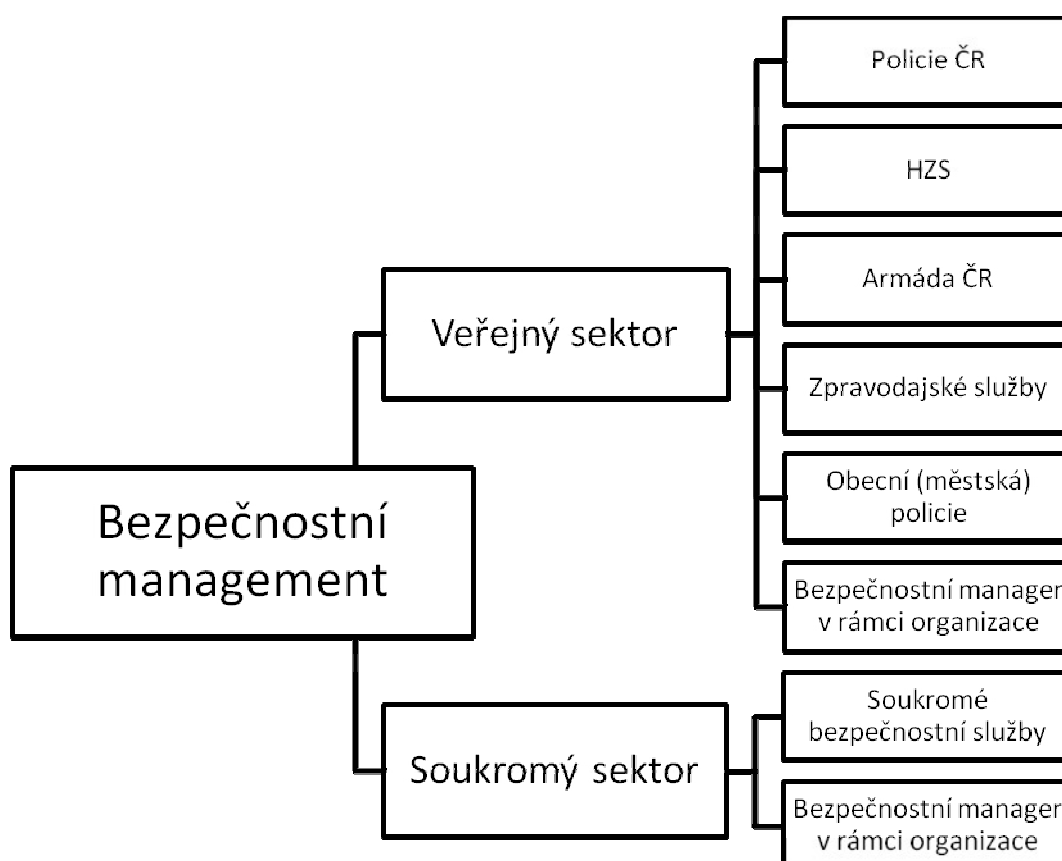 Bezpečnostní
management
Veřejný sektor
Policie ČR
HZS
Armáda ČR
Zpravodajské služby
Obecní (městská)
policie
Bezpečnostní manager
v rámci organizace
Soukromý sektor
Soukromé
bezpečnostní služby
Bezpečnostní manager
v rámci organizace